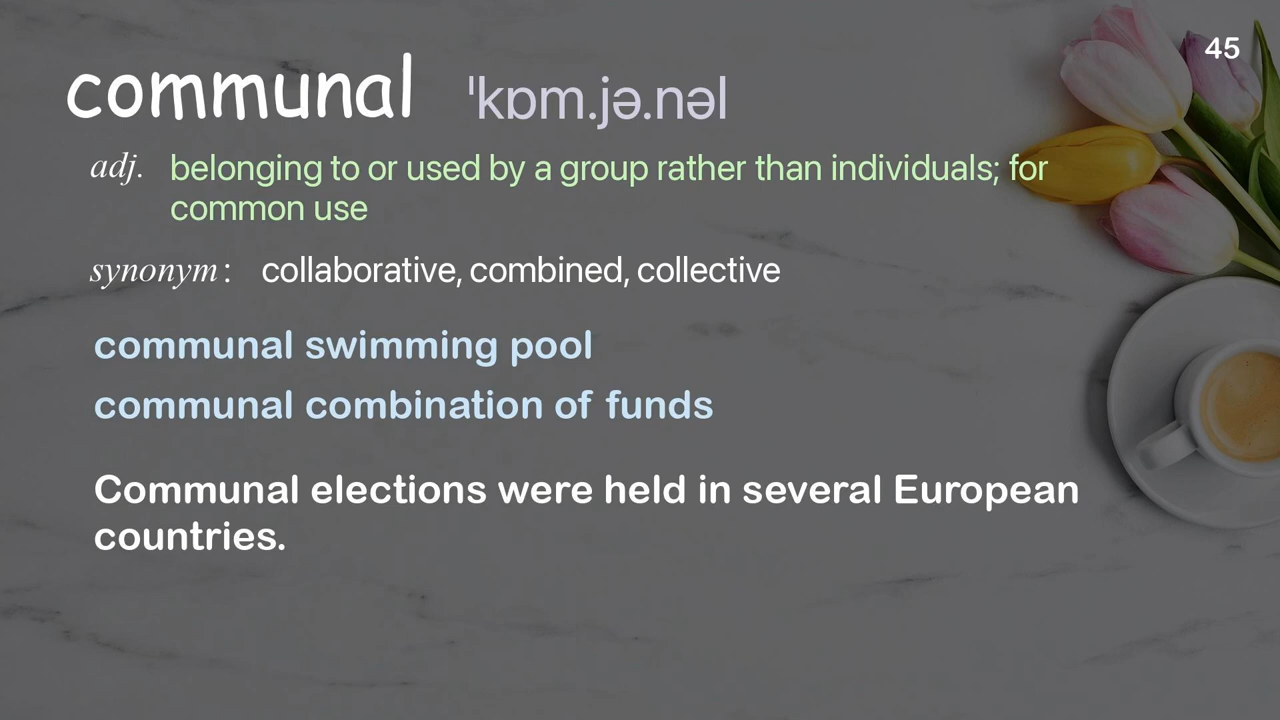 45
communal ˈkɒm.jə.nəl
adj. belonging to or used by a group rather than individuals; for
common use
synonym: collaborative, combined, collective
communal swimming pool
communal combination of funds
Communal elections were held in several European
countries.